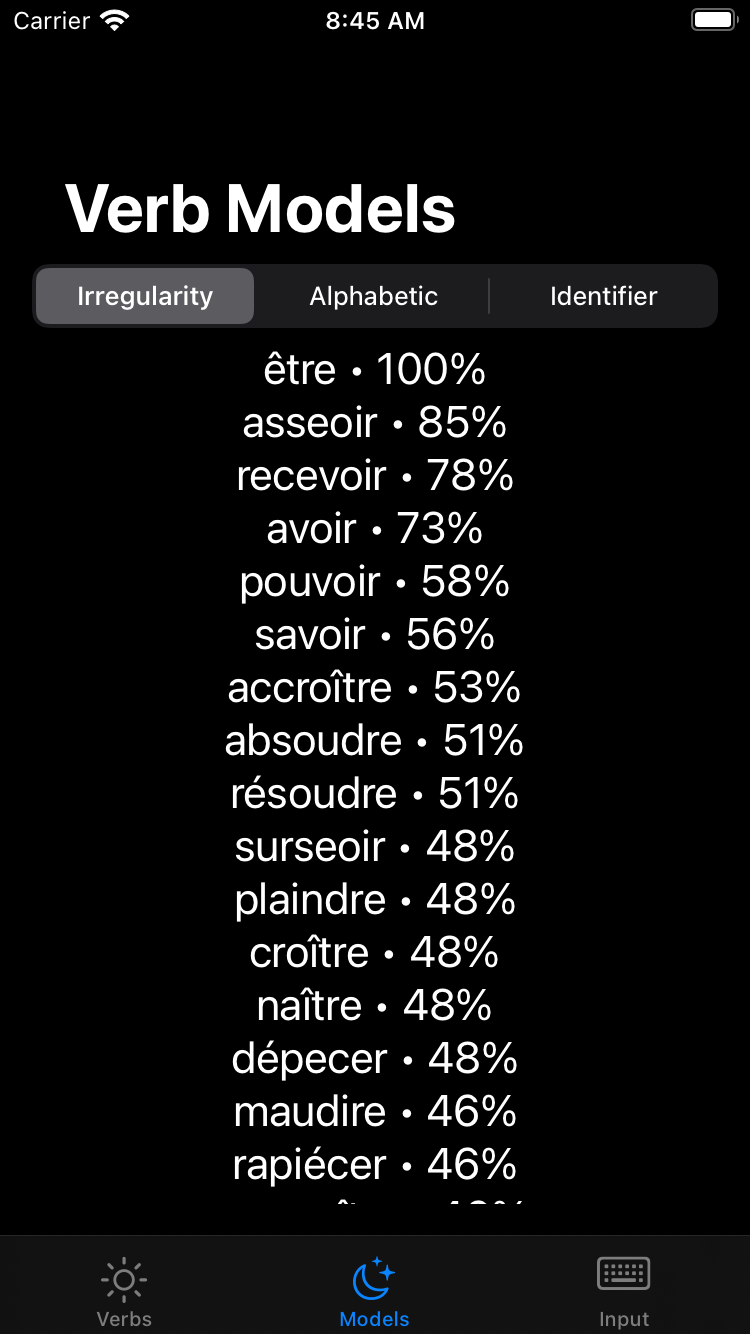 Carrier 8:45 AM
Verb Models
Irregularity Alphabetic Identifier
être • 100%
asseoir • 85%
recevoir • 78%
avoir • 73%
pouvoir • 58%
savoir • 56%
accroître • 53%
absoudre • 51%
résoudre • 51%
surseoir • 48%
plaindre • 48%
croître • 48%
naître • 48%
dépecer • 48%
maudire • 46%
rapiécer • 46%
Verbs Models Input